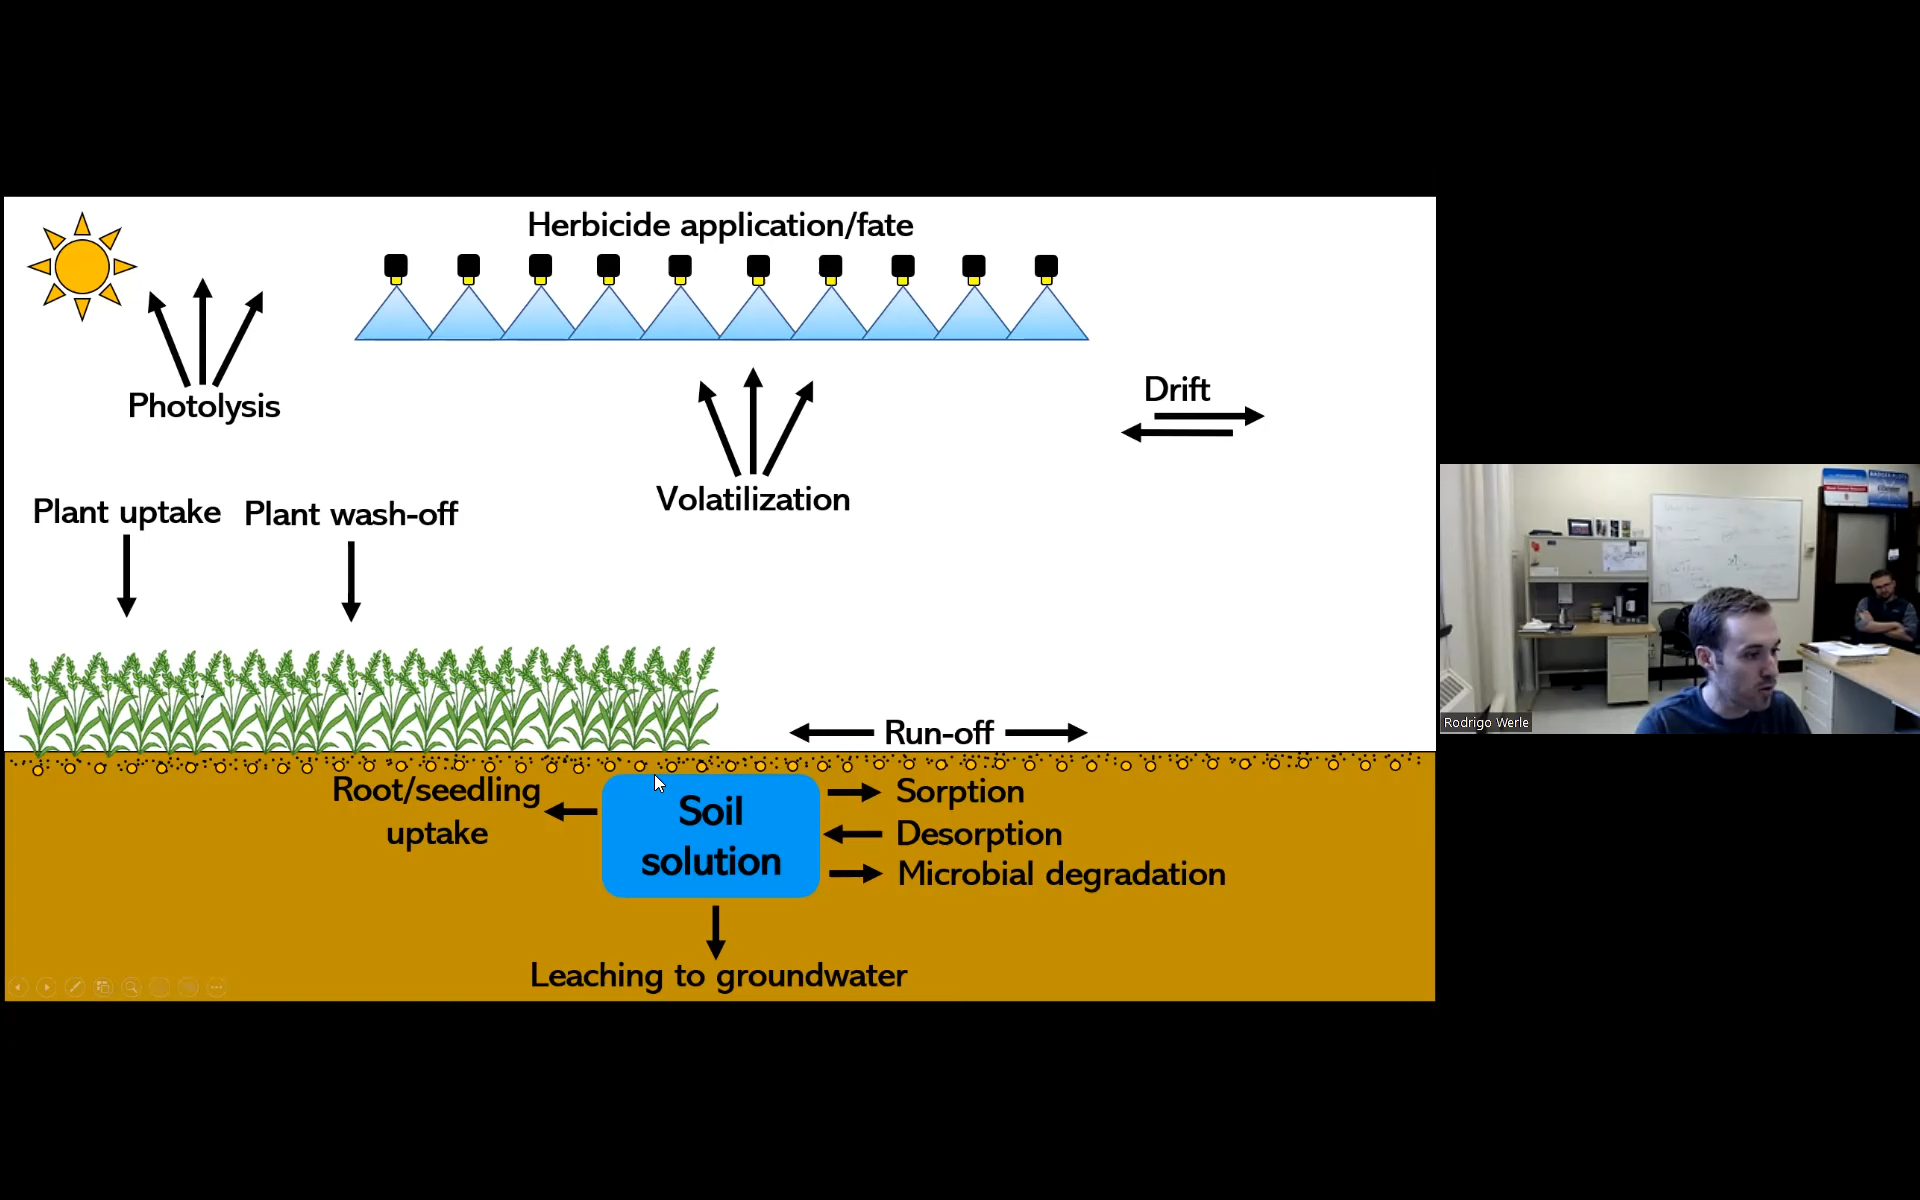 Herbicide application/fate
Photolysis
Drift
Volatilization
Plant uptake
Plant wash-off
Run-off
Root/seedling
uptake
Soil
solution
Sorption
Desorption
Microbial degradation
Leaching to groundwater
Rodrigo Werle